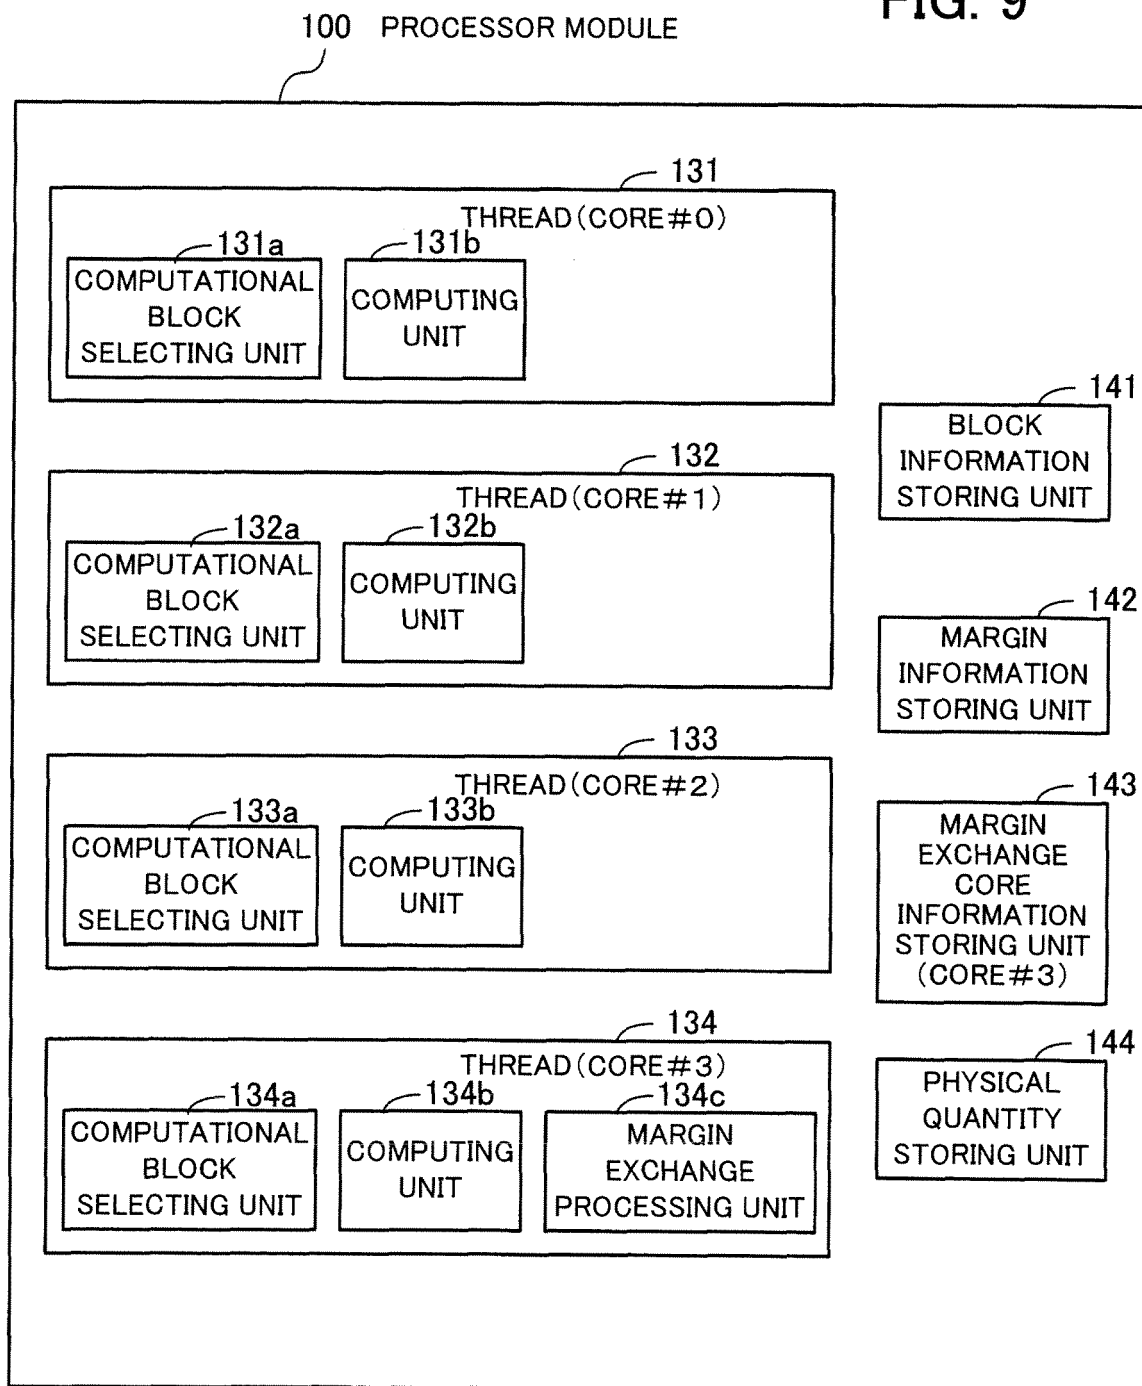 FIG. 9
100 PROCESSOR MODULE
131
THREAD(CORE#0)
131a
COMPUTATIONAL
BLOCK
SELECTING UNIT
131b
COMPUTING
UNIT
132
THREAD(CORE#1)
132a
COMPUTATIONAL
BLOCK
SELECTING UNIT
132b
COMPUTING
UNIT
133
THREAD(CORE#2)
133a
COMPUTATIONAL
BLOCK
SELECTING UNIT
133b
COMPUTING
UNIT
134
THREAD(CORE#3)
134a
COMPUTATIONAL
BLOCK
SELECTING UNIT
134b
COMPUTING
UNIT
134c
MARGIN
EXCHANGE
PROCESSING UNIT
141
BLOCK
INFORMATION
STORING UNIT
142
MARGIN
INFORMATION
STORING UNIT
143
MARGIN
EXCHANGE
CORE
INFORMATION
STORING UNIT
(CORE#3)
144
PHYSICAL
QUANTITY
STORING UNIT